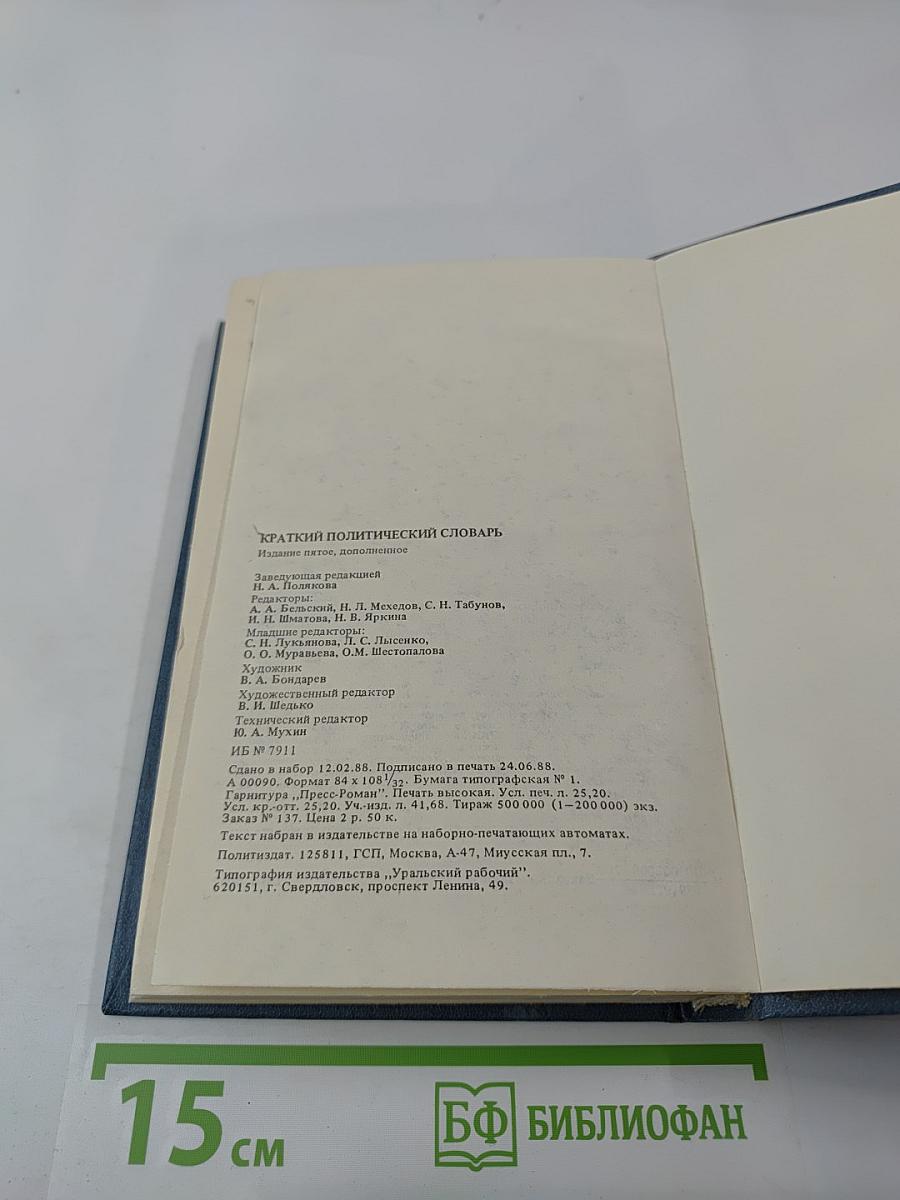 КРАТКИЙ ПОЛИТИЧЕСКИЙ СЛОВАРЬ
Издание пятое, дополненное
Заведующая редакцией
Н. А. Полякова
Редакторы:
А. А. Бельский, Н. Л. Мехедов, С. Н. Табунов,
И. Н. Шматова, Н. В. Яркина
Младшие редакторы:
С. Н. Лукьянова, Л. С. Лысенко,
О. О. Муравьева, О.М. Шестопалова
Художник
В. А. Бондарев
Художественный редактор
В. И. Шедько
Технический редактор
Ю. А. Мухин
ИБ № 7911
Сдано в набор 12.02.88. Подписано в печать 24.06.88.
А 00090. Формат 84 х 108 1/32. Бумага типографская № 1.
Гарнитура ,,Пресс-Роман". Печать высокая. Усл. печ. л. 25,20.
Усл. кр.-отт. 25,20. Уч.-изд. л. 41,68. Тираж 500 000 (1—200 000) экз.
Заказ № 137. Цена 2 р. 50 к.
Текст набран в издательстве на наборно-печатающих автоматах.
Политиздат. 125811, ГСП, Москва, А-47, Миусская пл., 7.
Типография издательства ,,Уральский рабочий".
620151, г. Свердловск, проспект Ленина, 49.
15 см
БФ БИБЛИОФАН